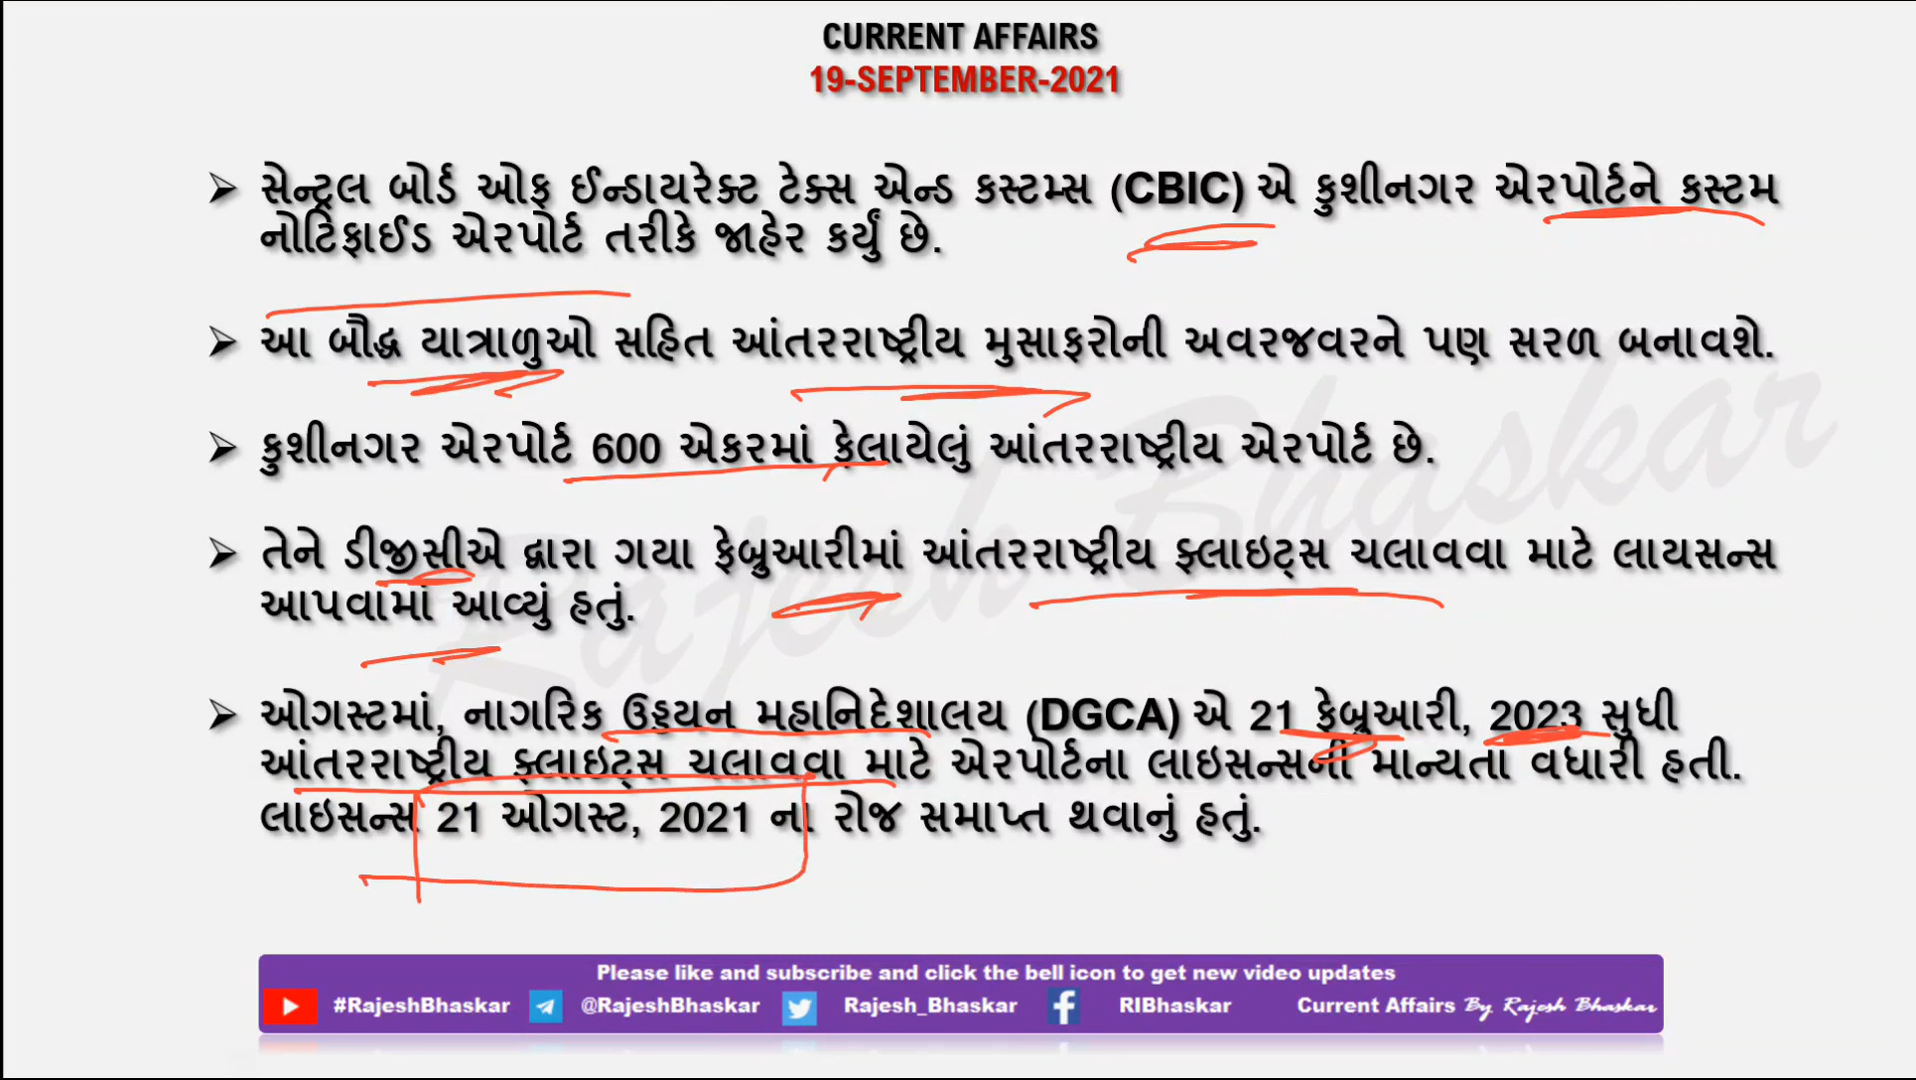 CURRENT AFFAIRS
19-SEPTEMBER-2021
➢ સેન્ટ્રલ બોર્ડ ઓફ ઈન્ડાયરેક્ટ ટેક્સ એન્ડ કસ્ટમ્સ (CBIC) એ કુશીનગર એરપોર્ટને કસ્ટમ
નોટિફાઈડ એરપોર્ટ તરીકે જાહેર કર્યું છે.
➢ આ બૌદ્ધ યાત્રાળુઓ સહિત આંતરરાષ્ટ્રીય મુસાફરોની અવરજવરને પણ સરળ બનાવશે.
➢ કુશીનગર એરપોર્ટ 600 એકરમાં ફેલાયેલું આંતરરાષ્ટ્રીય એરપોર્ટ છે.
➢ તેને ડીજીસીએ દ્વારા ગયા ફેબ્રુઆરીમાં આંતરરાષ્ટ્રીય ફ્લાઇટ્સ ચલાવવા માટે લાયસન્સ
આપવામાં આવ્યું હતું.
➢ ઓગસ્ટમાં, નાગરિક ઉડ્ડયન મહાનિદેશાલય (DGCA) એ 21 ફેબ્રુઆરી, 2023 સુધી
આંતરરાષ્ટ્રીય ફ્લાઇટ્સ ચલાવવા માટે એરપોર્ટના લાઇસન્સની માન્યતા વધારી હતી.
લાઇસન્સ 21 ઓગસ્ટ, 2021 ના રોજ સમાપ્ત થવાનું હતું.
Rajesh Bhaskar
Please like and subscribe and click the bell icon to get new video updates
#RajeshBhaskar @RajeshBhaskar Rajesh_Bhaskar RIBhaskar Current Affairs By Rajesh Bhaskar